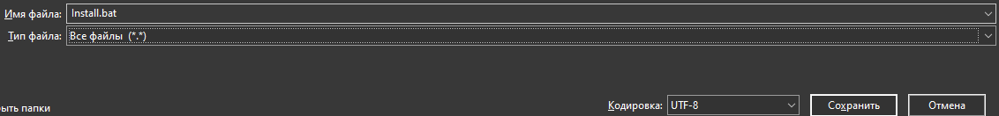 Имя файла: Install.bat
Тип файла: Все файлы (*.*)
ыть папки Кодировка: UTF-8 Сохранить Отмена